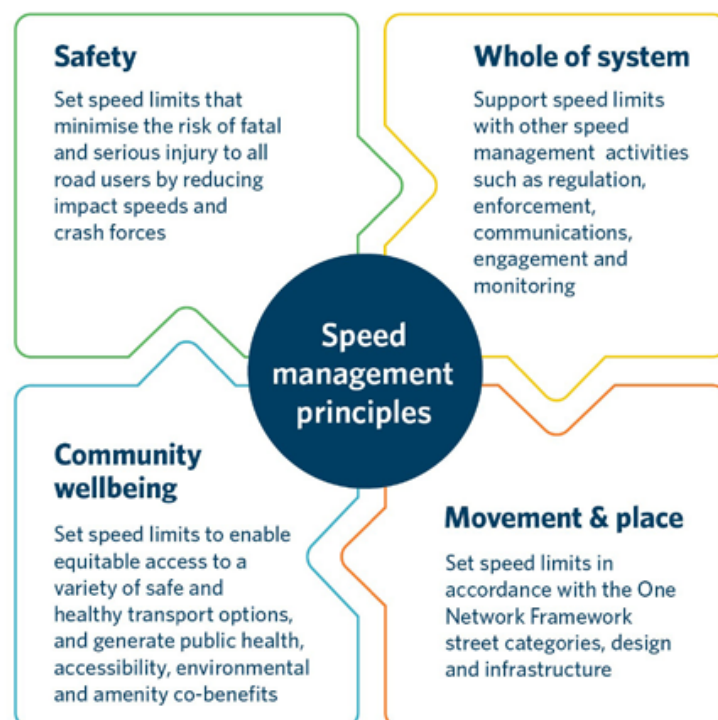 Safety
Set speed limits that
minimise the risk of fatal
and serious injury to all
road users by reducing
impact speeds and
crash forces
Whole of system
Support speed limits
with other speed
management activities
such as regulation,
enforcement,
communications,
engagement and
monitoring
Speed
management
principles
Community
wellbeing
Set speed limits to enable
equitable access to a
variety of safe and
healthy transport options,
and generate public health,
accessibility, environmental
and amenity co-benefits
Movement & place
Set speed limits in
accordance with the One
Network Framework
street categories, design
and infrastructure